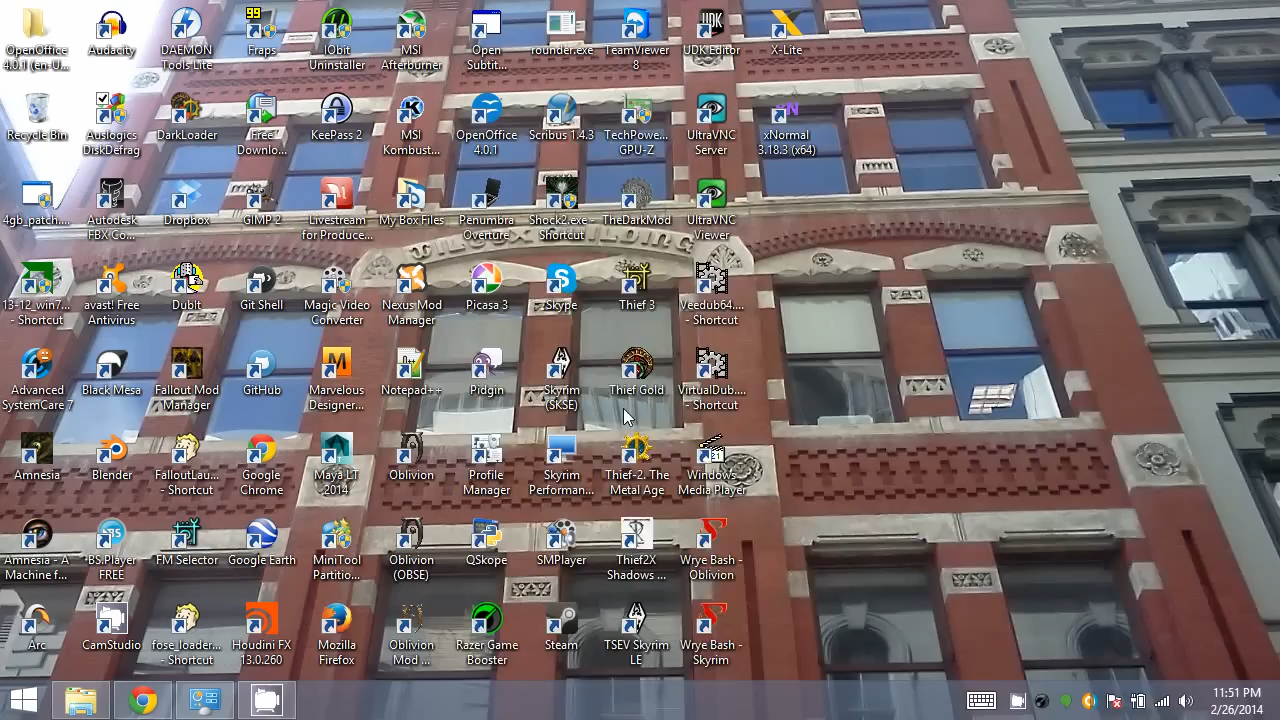 OpenOffice
4.0.1 (en-U...
Audacity
DAEMON
Tools Lite
99
Fraps
IObit
Uninstaller
MSI
Afterburner
Open
Subtit...
rounder.exe
TeamViewer
8
UDK
UDK Editor
X-Lite
Recycle Bin
Auslogics
DiskDefrag
DarkLoader
Free
Downlo...
KeePass 2
K
MSI
Kombust...
OpenOffice
4.0.1
Scribus 1.4.3
TechPowe...
GPU-Z
UltraVNC
Server
xN
xNormal
3.18.3 (x64)
4gb_patch....
Autodesk
FBX Co...
Dropbox
GIMP 2
Livestream
for Produce...
My Box Files
Penumbra
Overture
Shock2.exe -
Shortcut
TheDarkMod
UltraVNC
Viewer
BUILDING
13-12_win7...
- Shortcut
avast! Free
Antivirus
DubIt
Git Shell
Magic Video
Converter
Nexus Mod
Manager
Picasa 3
S
Skype
Thief 3
Veedub64....
- Shortcut
Advanced
SystemCare 7
Black Mesa
Fallout Mod
Manager
GitHub
M
Marvelous
Designer...
Notepad++
Pidgin
Skyrim
(SKSE)
Thief Gold
VirtualDub....
- Shortcut
Amnesia
Blender
FalloutLau...
- Shortcut
Google
Chrome
Maya LT
2014
Oblivion
Profile
Manager
Skyrim
Performan...
Thief-2. The
Metal Age
21
Windows
Media Player
Amnesia - A
Machine f...
BS
BS.Player
FREE
FM Selector
Google Earth
MiniTool
Partitio...
Oblivion
(OBSE)
QSkope
SMPlayer
Thief2X
Shadows ...
Wrye Bash -
Oblivion
Arc
CamStudio
fose_loader...
- Shortcut
Houdini FX
13.0.260
Mozilla
Firefox
Oblivion
Mod ...
Razer Game
Booster
Steam
TSEV Skyrim
LE
Wrye Bash -
Skyrim
11:51 PM
2/26/2014